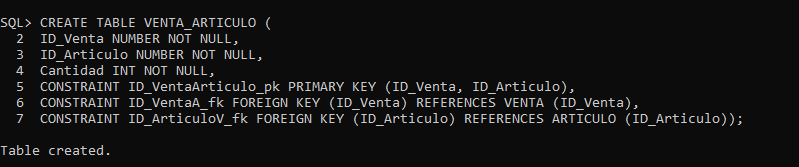 SQL> CREATE TABLE VENTA_ARTICULO (
  2  ID_Venta NUMBER NOT NULL,
  3  ID_Articulo NUMBER NOT NULL,
  4  Cantidad INT NOT NULL,
  5  CONSTRAINT ID_VentaArticulo_pk PRIMARY KEY (ID_Venta, ID_Articulo),
  6  CONSTRAINT ID_VentaA_fk FOREIGN KEY (ID_Venta) REFERENCES VENTA (ID_Venta),
  7  CONSTRAINT ID_ArticuloV_fk FOREIGN KEY (ID_Articulo) REFERENCES ARTICULO (ID_Articulo));
Table created.